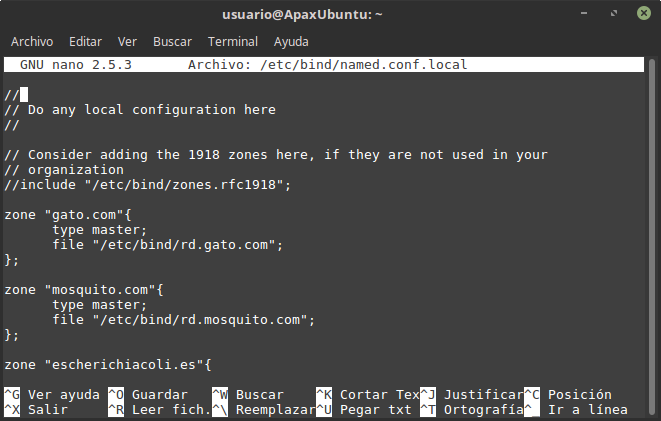 usuario@ApaxUbuntu: ~
Archivo Editar Ver Buscar Terminal Ayuda
GNU nano 2.5.3 Archivo: /etc/bind/named.conf.local
//
// Do any local configuration here
//
// Consider adding the 1918 zones here, if they are not used in your
// organization
//include "/etc/bind/zones.rfc1918";
zone "gato.com"{
type master;
file "/etc/bind/rd.gato.com";
};
zone "mosquito.com"{
type master;
file "/etc/bind/rd.mosquito.com";
};
zone "escherichiacoli.es"{
^G Ver ayuda ^O Guardar ^W Buscar ^K Cortar Tex^J Justificar^C Posición
^X Salir ^R Leer fich.^\ Reemplazar^U Pegar txt ^T Ortografía^_ Ir a línea